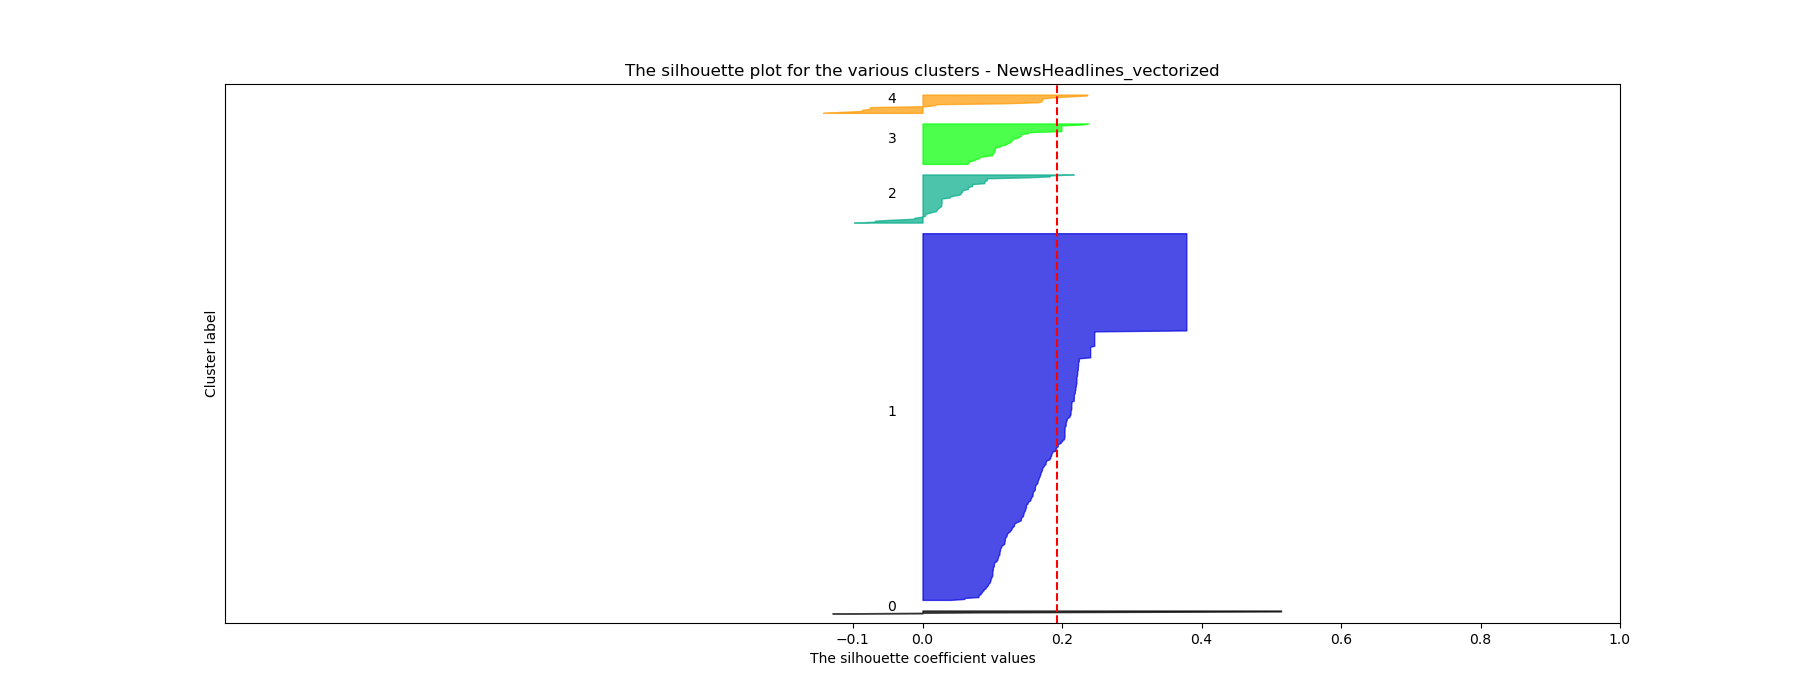 The silhouette plot for the various clusters - NewsHeadlines_vectorized
4
3
2
1
0
Cluster label
−0.1 0.0 0.2 0.4 0.6 0.8 1.0
The silhouette coefficient values